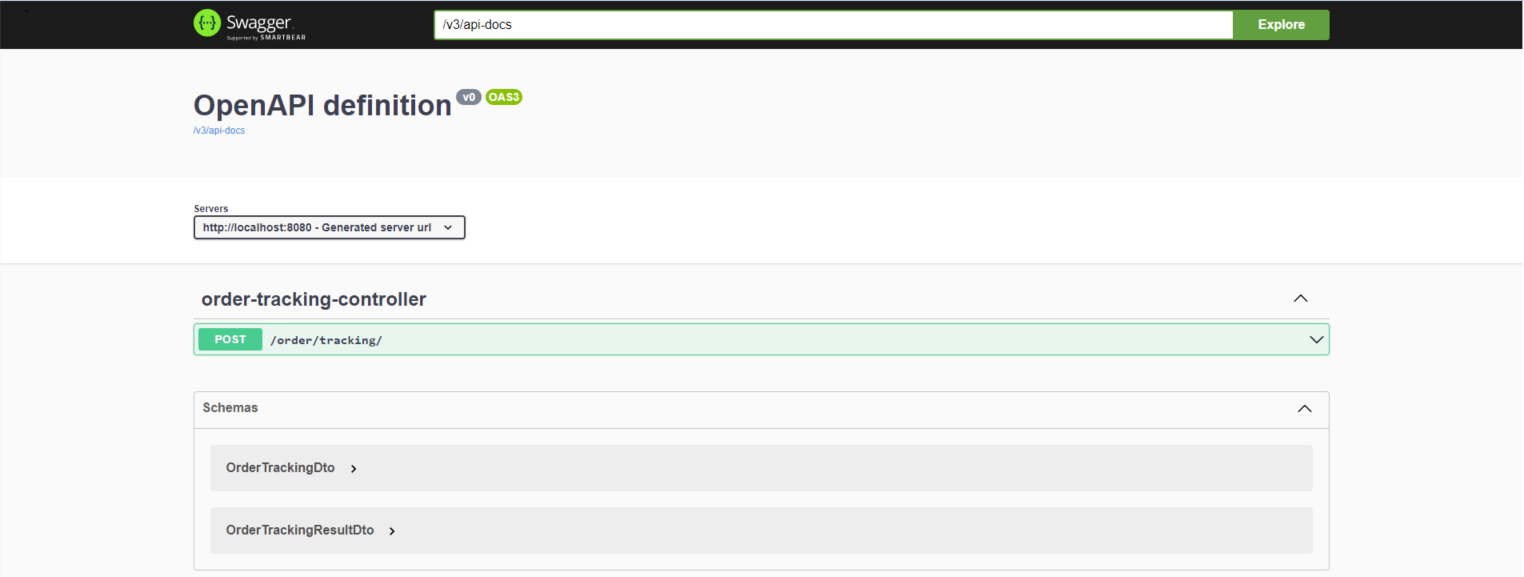 Swagger
Supported by SMARTBEAR
/v3/api-docs
Explore
OpenAPI definition v0 OAS3
/v3/api-docs
Servers
http://localhost:8080 - Generated server url
order-tracking-controller
POST /order/tracking/
Schemas
OrderTrackingDto
OrderTrackingResultDto